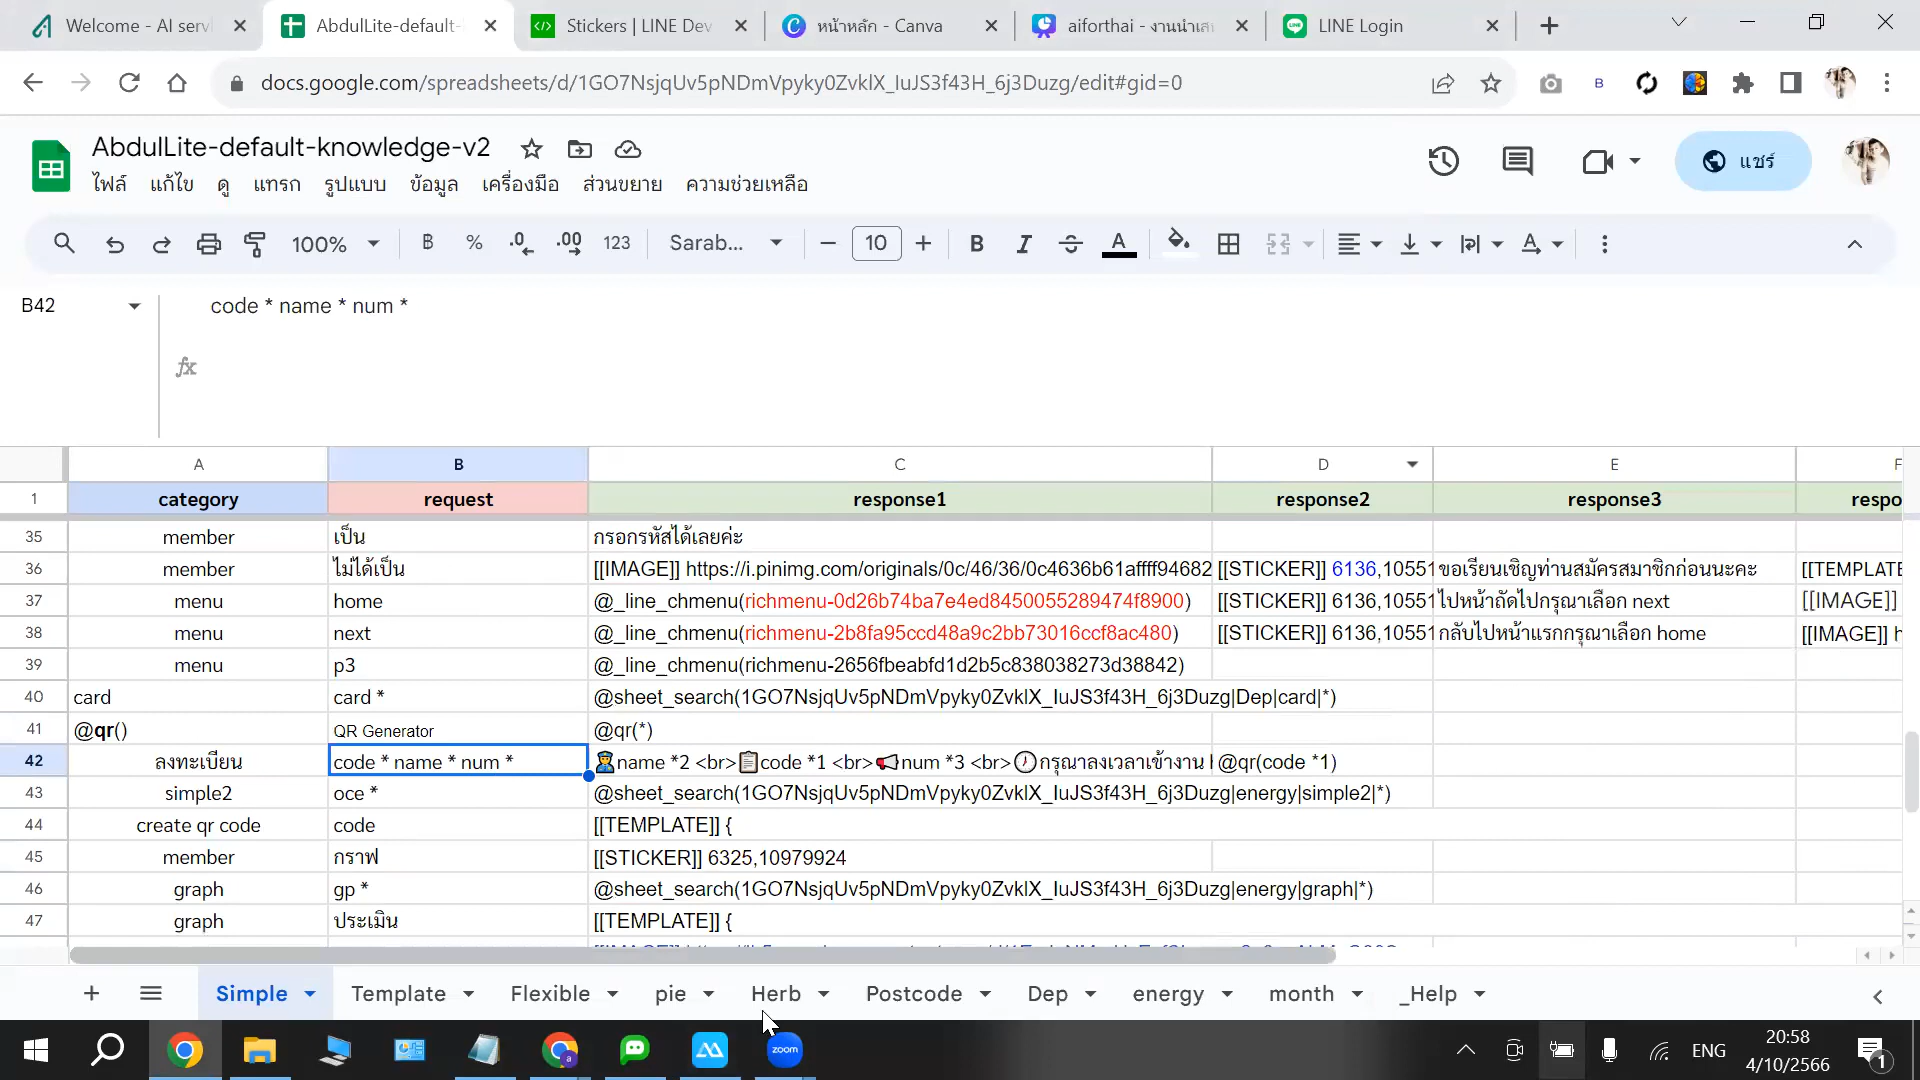 Welcome - AI serv
AbdulLite-default-
Stickers | LINE Dev
หน้าหลัก - Canva
aiforthai - งานนำเส
LINE Login
docs.google.com/spreadsheets/d/1GO7NsjqUv5pNDmVpyky0ZvklX_IuJS3f43H_6j3Duzg/edit#gid=0
AbdulLite-default-knowledge-v2
ไฟล์ แก้ไข ดู แทรก รูปแบบ ข้อมูล เครื่องมือ ส่วนขยาย ความช่วยเหลือ
แชร์
100% B % .0 .00 123 Sarab... 10 B I A
B42
code * name * num *
fx
A B C D E F
1 category request response1 response2 response3 respo
35 member เป็น กรอกรหัสได้เลยค่ะ
36 member ไม่ได้เป็น [[IMAGE]] https://i.pinimg.com/originals/0c/46/36/0c4636b61affff94682 [[STICKER]] 6136,10551 ขอเรียนเชิญท่านสมัครสมาชิกก่อนนะคะ [[TEMPLATE
37 menu home @_line_chmenu(richmenu-0d26b74ba7e4ed8450055289474f8900) [[STICKER]] 6136,10551 ไปหน้าถัดไปกรุณาเลือก next [[IMAGE]]
38 menu next @_line_chmenu(richmenu-2b8fa95ccd48a9c2bb73016ccf8ac480) [[STICKER]] 6136,10551 กลับไปหน้าแรกกรุณาเลือก home [[IMAGE]] h
39 menu p3 @_line_chmenu(richmenu-2656fbeabfd1d2b5c838038273d38842)
40 card card * @sheet_search(1GO7NsjqUv5pNDmVpyky0ZvklX_IuJS3f43H_6j3Duzg|Dep|card|*)
41 @qr() QR Generator @qr(*)
42 ลงทะเบียน code * name * num * 👮name *2 <br>📋code *1 <br>📢num *3 <br>🕐กรุณาลงเวลาเข้างาน @qr(code *1)
43 simple2 oce * @sheet_search(1GO7NsjqUv5pNDmVpyky0ZvklX_IuJS3f43H_6j3Duzg|energy|simple2|*)
44 create qr code code [[TEMPLATE]] {
45 member กราฟ [[STICKER]] 6325,10979924
46 graph gp * @sheet_search(1GO7NsjqUv5pNDmVpyky0ZvklX_IuJS3f43H_6j3Duzg|energy|graph|*)
47 graph ประเมิน [[TEMPLATE]] {
Simple Template Flexible pie Herb Postcode Dep energy month _Help
zoom
ENG
20:58
4/10/2566
1